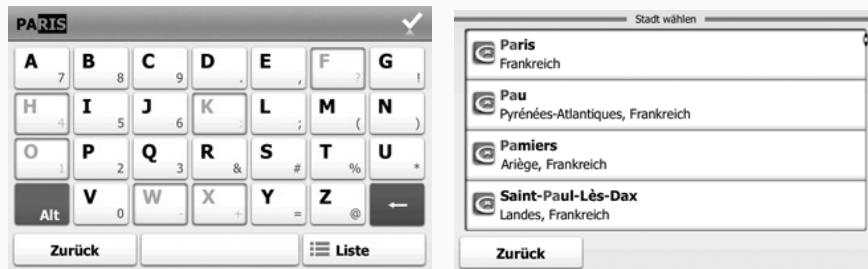 PARIS
A 7 B 8 C 9 D . E , F ? G !
H 4 I 5 J 6 K : L ; M ( N )
O 1 P 2 Q 3 R & S # T % U *
Alt V 0 W - X + Y = Z @ ←
Zurück Liste
Stadt wählen
Paris
Frankreich
Pau
Pyrénées-Atlantiques, Frankreich
Pamiers
Ariège, Frankreich
Saint-Paul-Lès-Dax
Landes, Frankreich
Zurück